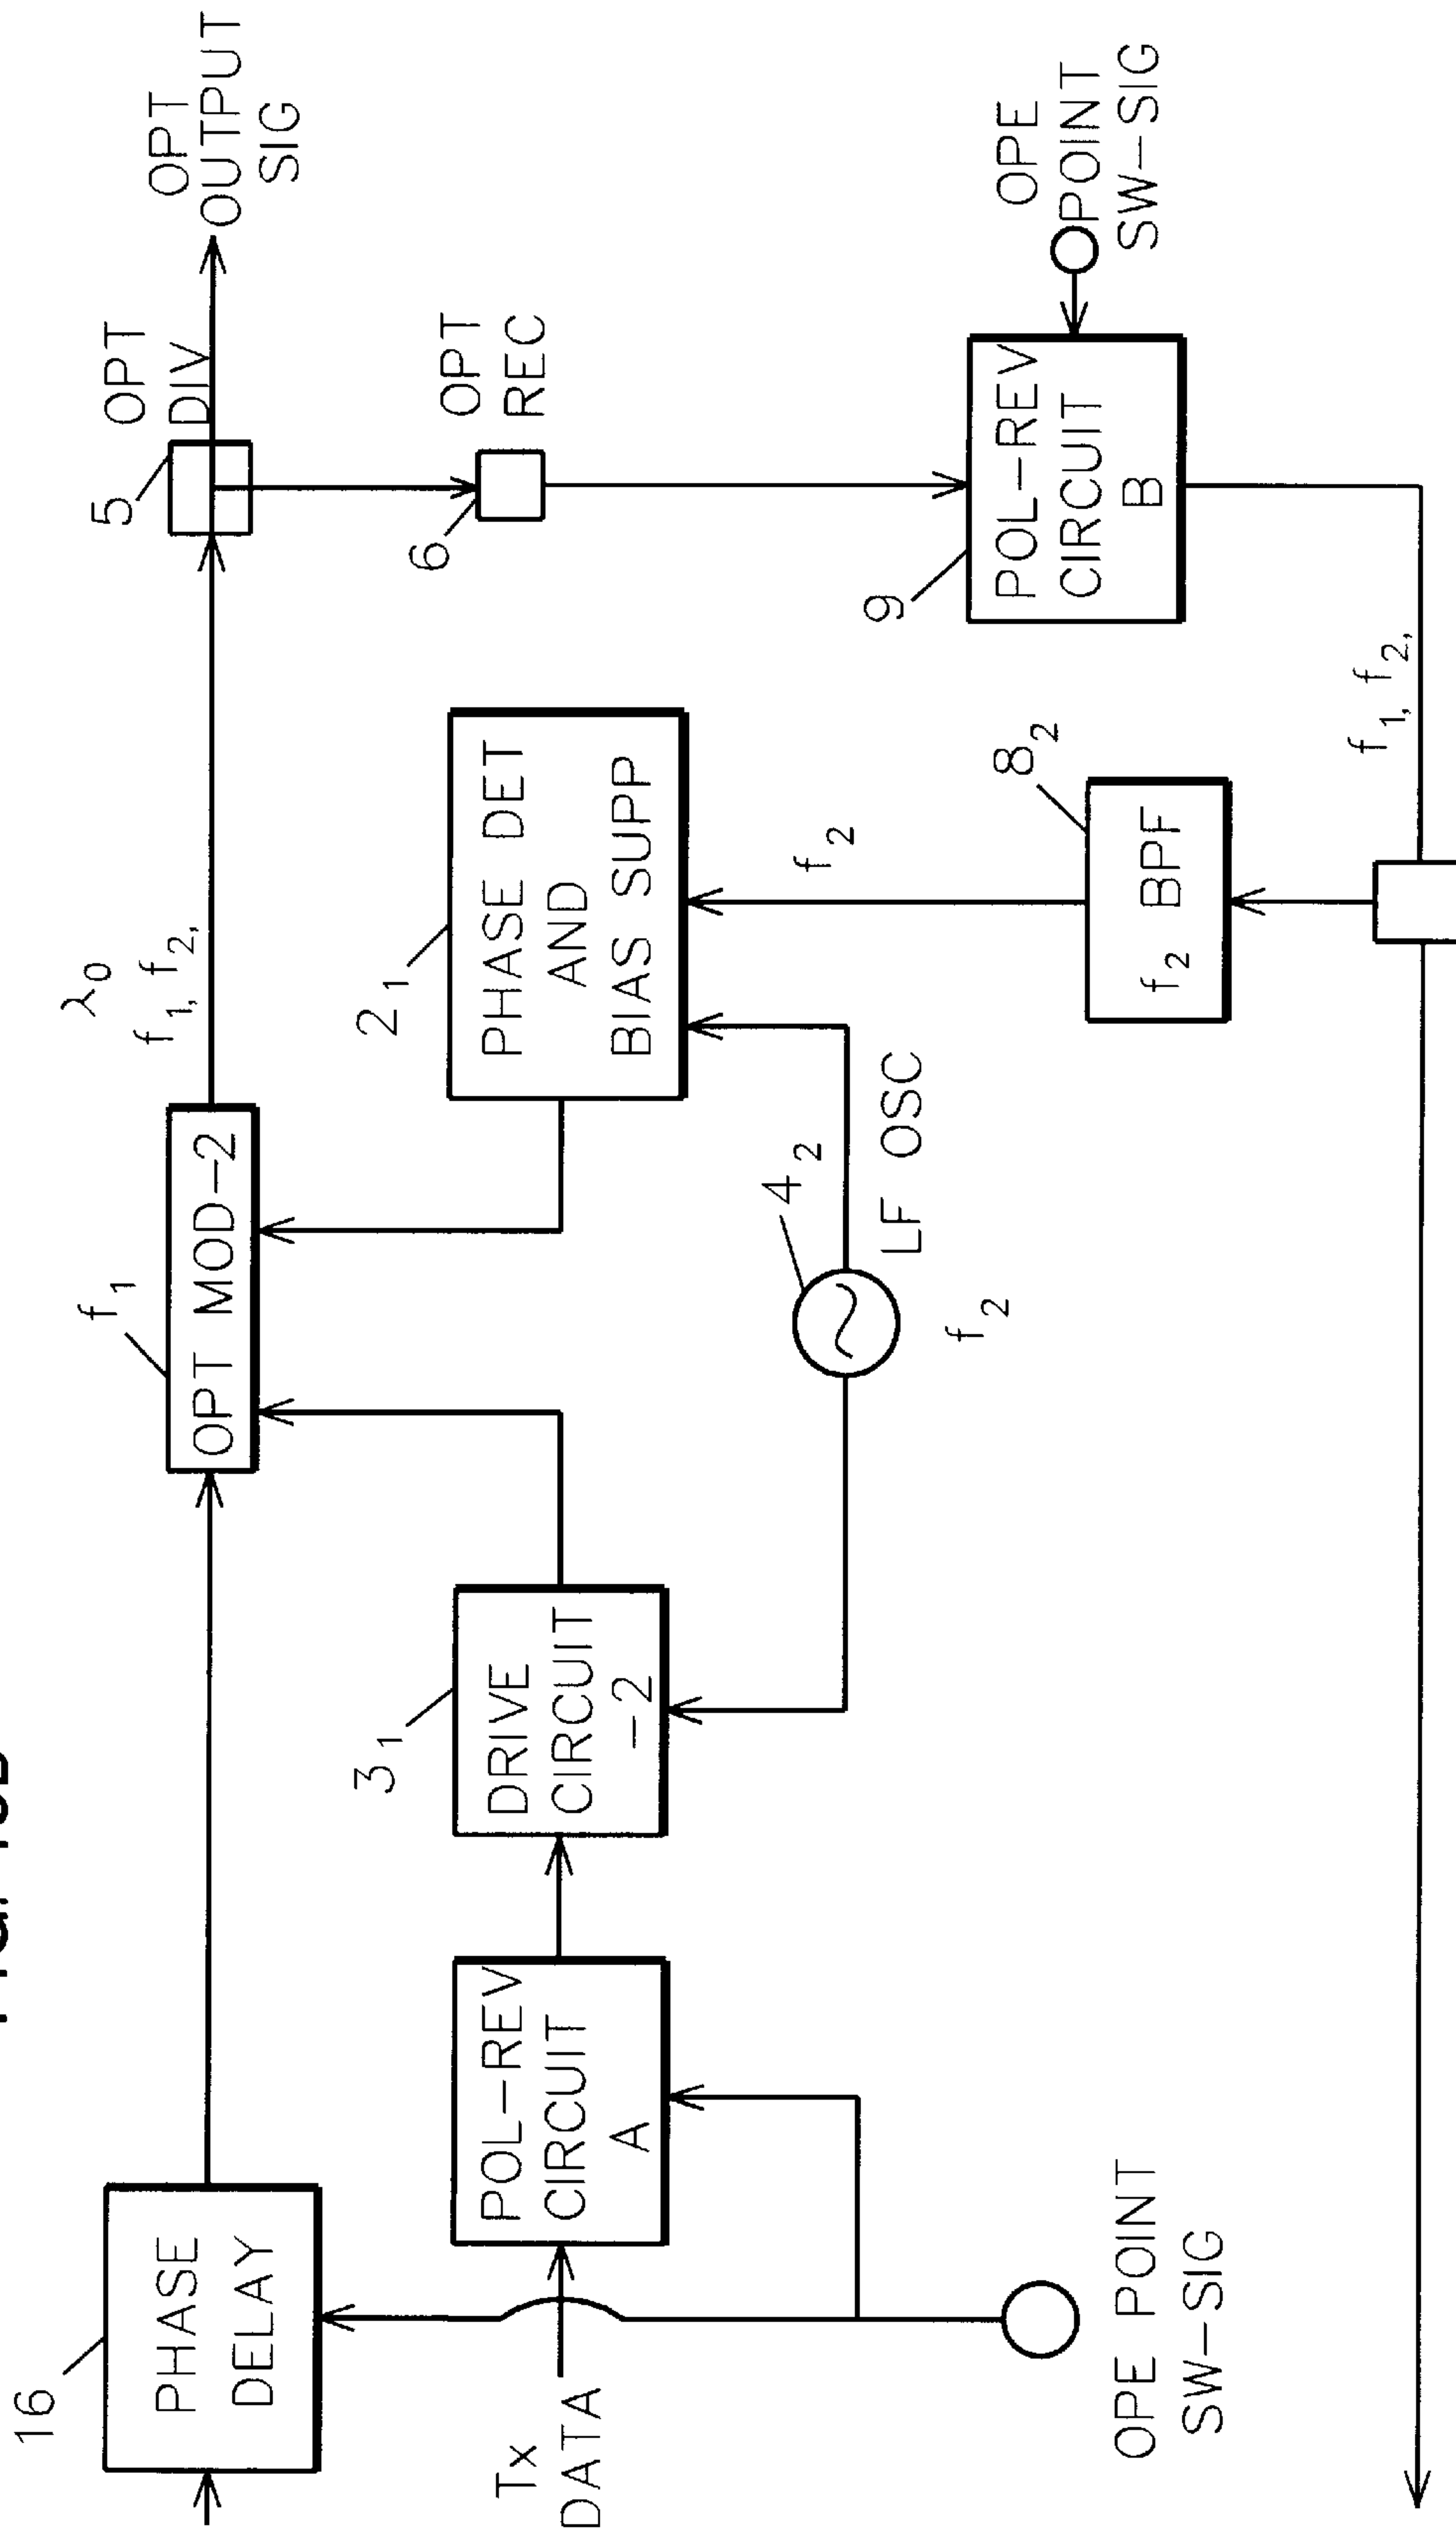 16
PHASE
DELAY
f1
OPT MOD-2
λ0
f1, f2,
5
OPT
DIV
OPT
OUTPUT
SIG
Tx
DATA
POL-REV
CIRCUIT
A
31
DRIVE
CIRCUIT
-2
21
PHASE DET
AND
BIAS SUPP
6
OPT
REC
42
LF OSC
f2
f2
9
POL-REV
CIRCUIT
B
OPE
POINT
SW-SIG
82
f2 BPF
OPE POINT
SW-SIG
f1, f2,